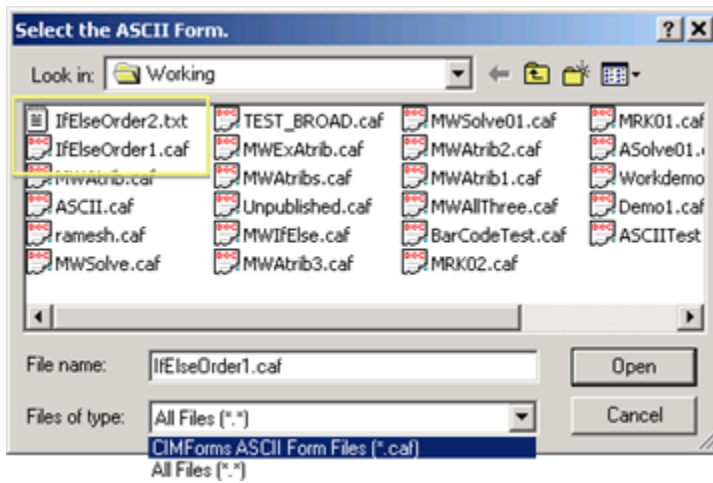 Select the ASCII Form.
Look in: Working
IfElseOrder2.txt TEST_BROAD.caf MWSolve01.caf MRK01.caf
IfElseOrder1.caf MWExAtrib.caf MWAtrib2.caf ASolve01.
MWAtrib.caf MWAtribs.caf MWAtrib1.caf Workdemo
ASCII.caf Unpublished.caf MWAllThree.caf Demo1.caf
ramesh.caf MWIfElse.caf BarCodeTest.caf ASCIITest
MWSolve.caf MWAtrib3.caf MRK02.caf
File name: IfElseOrder1.caf Open
Files of type: All Files (*.*) Cancel
CIMForms ASCII Form Files (*.caf)
All Files (*.*)